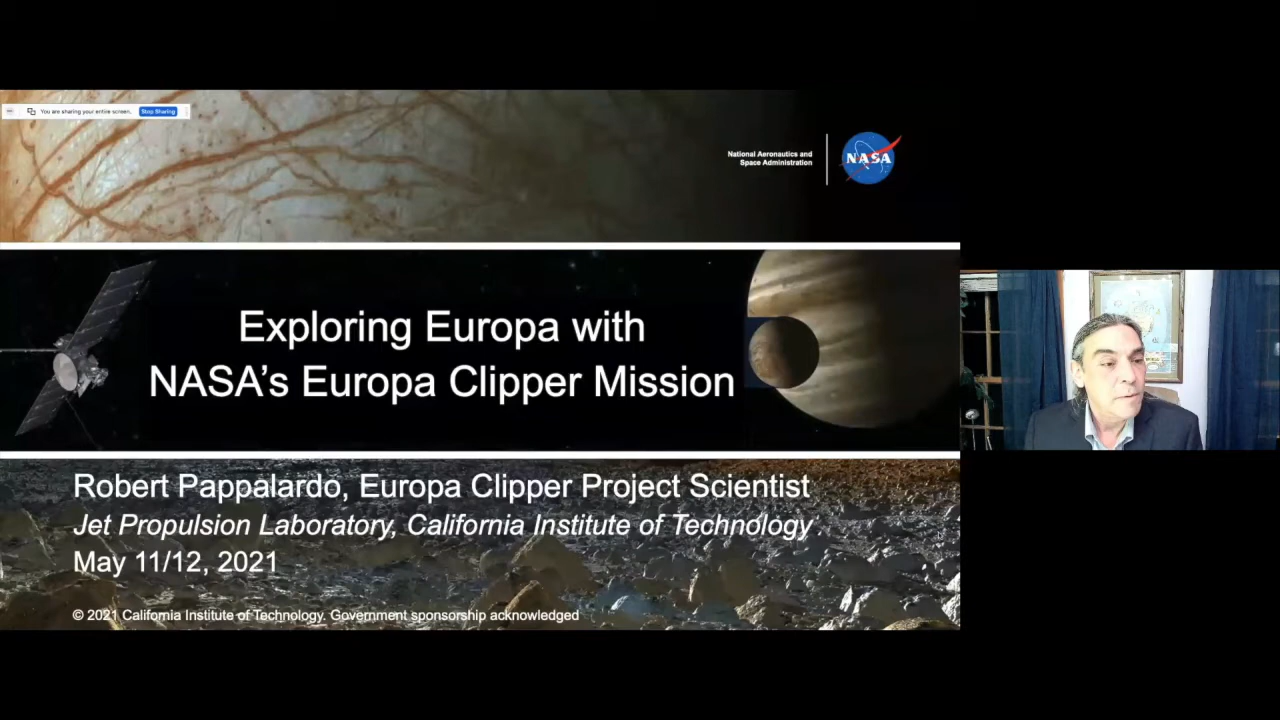 You are sharing your entire screen.
Stop Sharing
National Aeronautics and
Space Administration
NASA
Exploring Europa with
NASA's Europa Clipper Mission
Robert Pappalardo, Europa Clipper Project Scientist
Jet Propulsion Laboratory, California Institute of Technology
May 11/12, 2021
© 2021 California Institute of Technology. Government sponsorship acknowledged